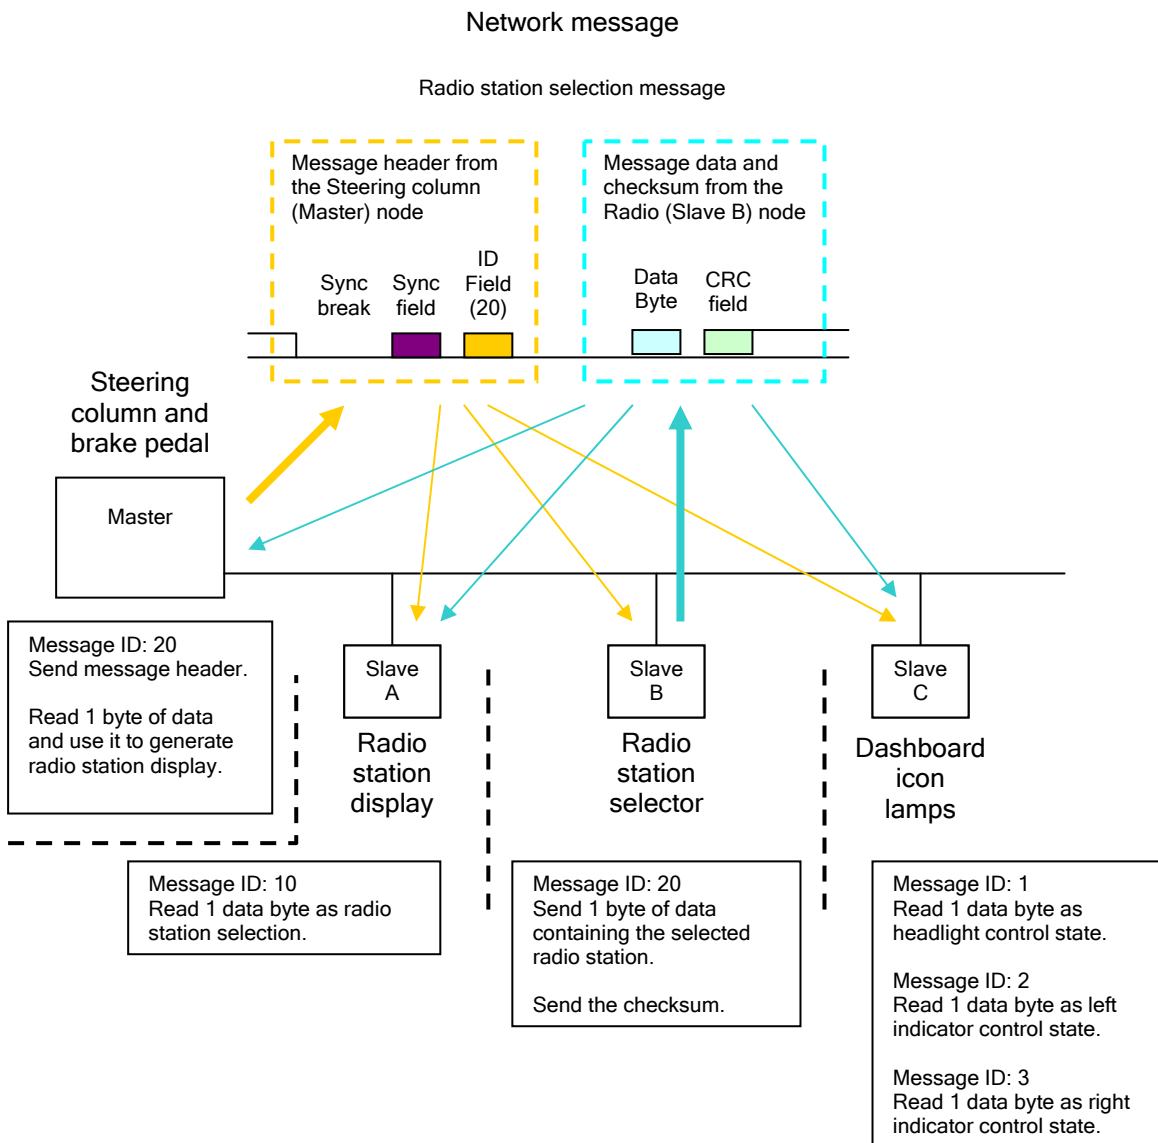 Network message
Radio station selection message
Message header from
the Steering column
(Master) node
Message data and
checksum from the
Radio (Slave B) node
Sync
break
Sync
field
ID
Field
(20)
Data
Byte
CRC
field
Steering
column and
brake pedal
Master
Message ID: 20
Send message header.
Read 1 byte of data
and use it to generate
radio station display.
Slave
A
Radio
station
display
Slave
B
Radio
station
selector
Slave
C
Dashboard
icon
lamps
Message ID: 10
Read 1 data byte as radio
station selection.
Message ID: 20
Send 1 byte of data
containing the selected
radio station.
Send the checksum.
Message ID: 1
Read 1 data byte as
headlight control state.
Message ID: 2
Read 1 data byte as left
indicator control state.
Message ID: 3
Read 1 data byte as right
indicator control state.